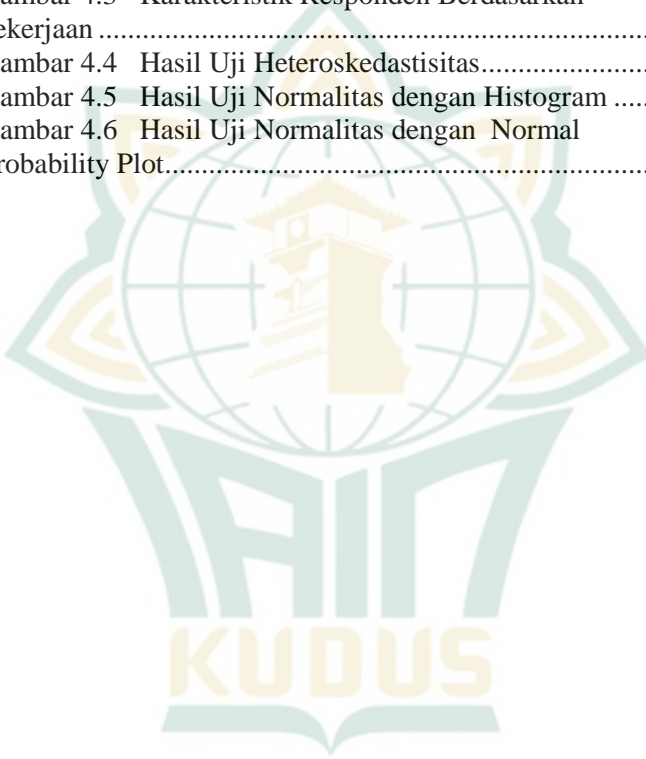 ambar 4.3 Karakteristik Responden Berdasarkan
ekerjaan ....................................................................................
ambar 4.4 Hasil Uji Heteroskedastisitas.........................
ambar 4.5 Hasil Uji Normalitas dengan Histogram .....
ambar 4.6 Hasil Uji Normalitas dengan Normal
robability Plot.........................................................................
IAIN
KUDUS